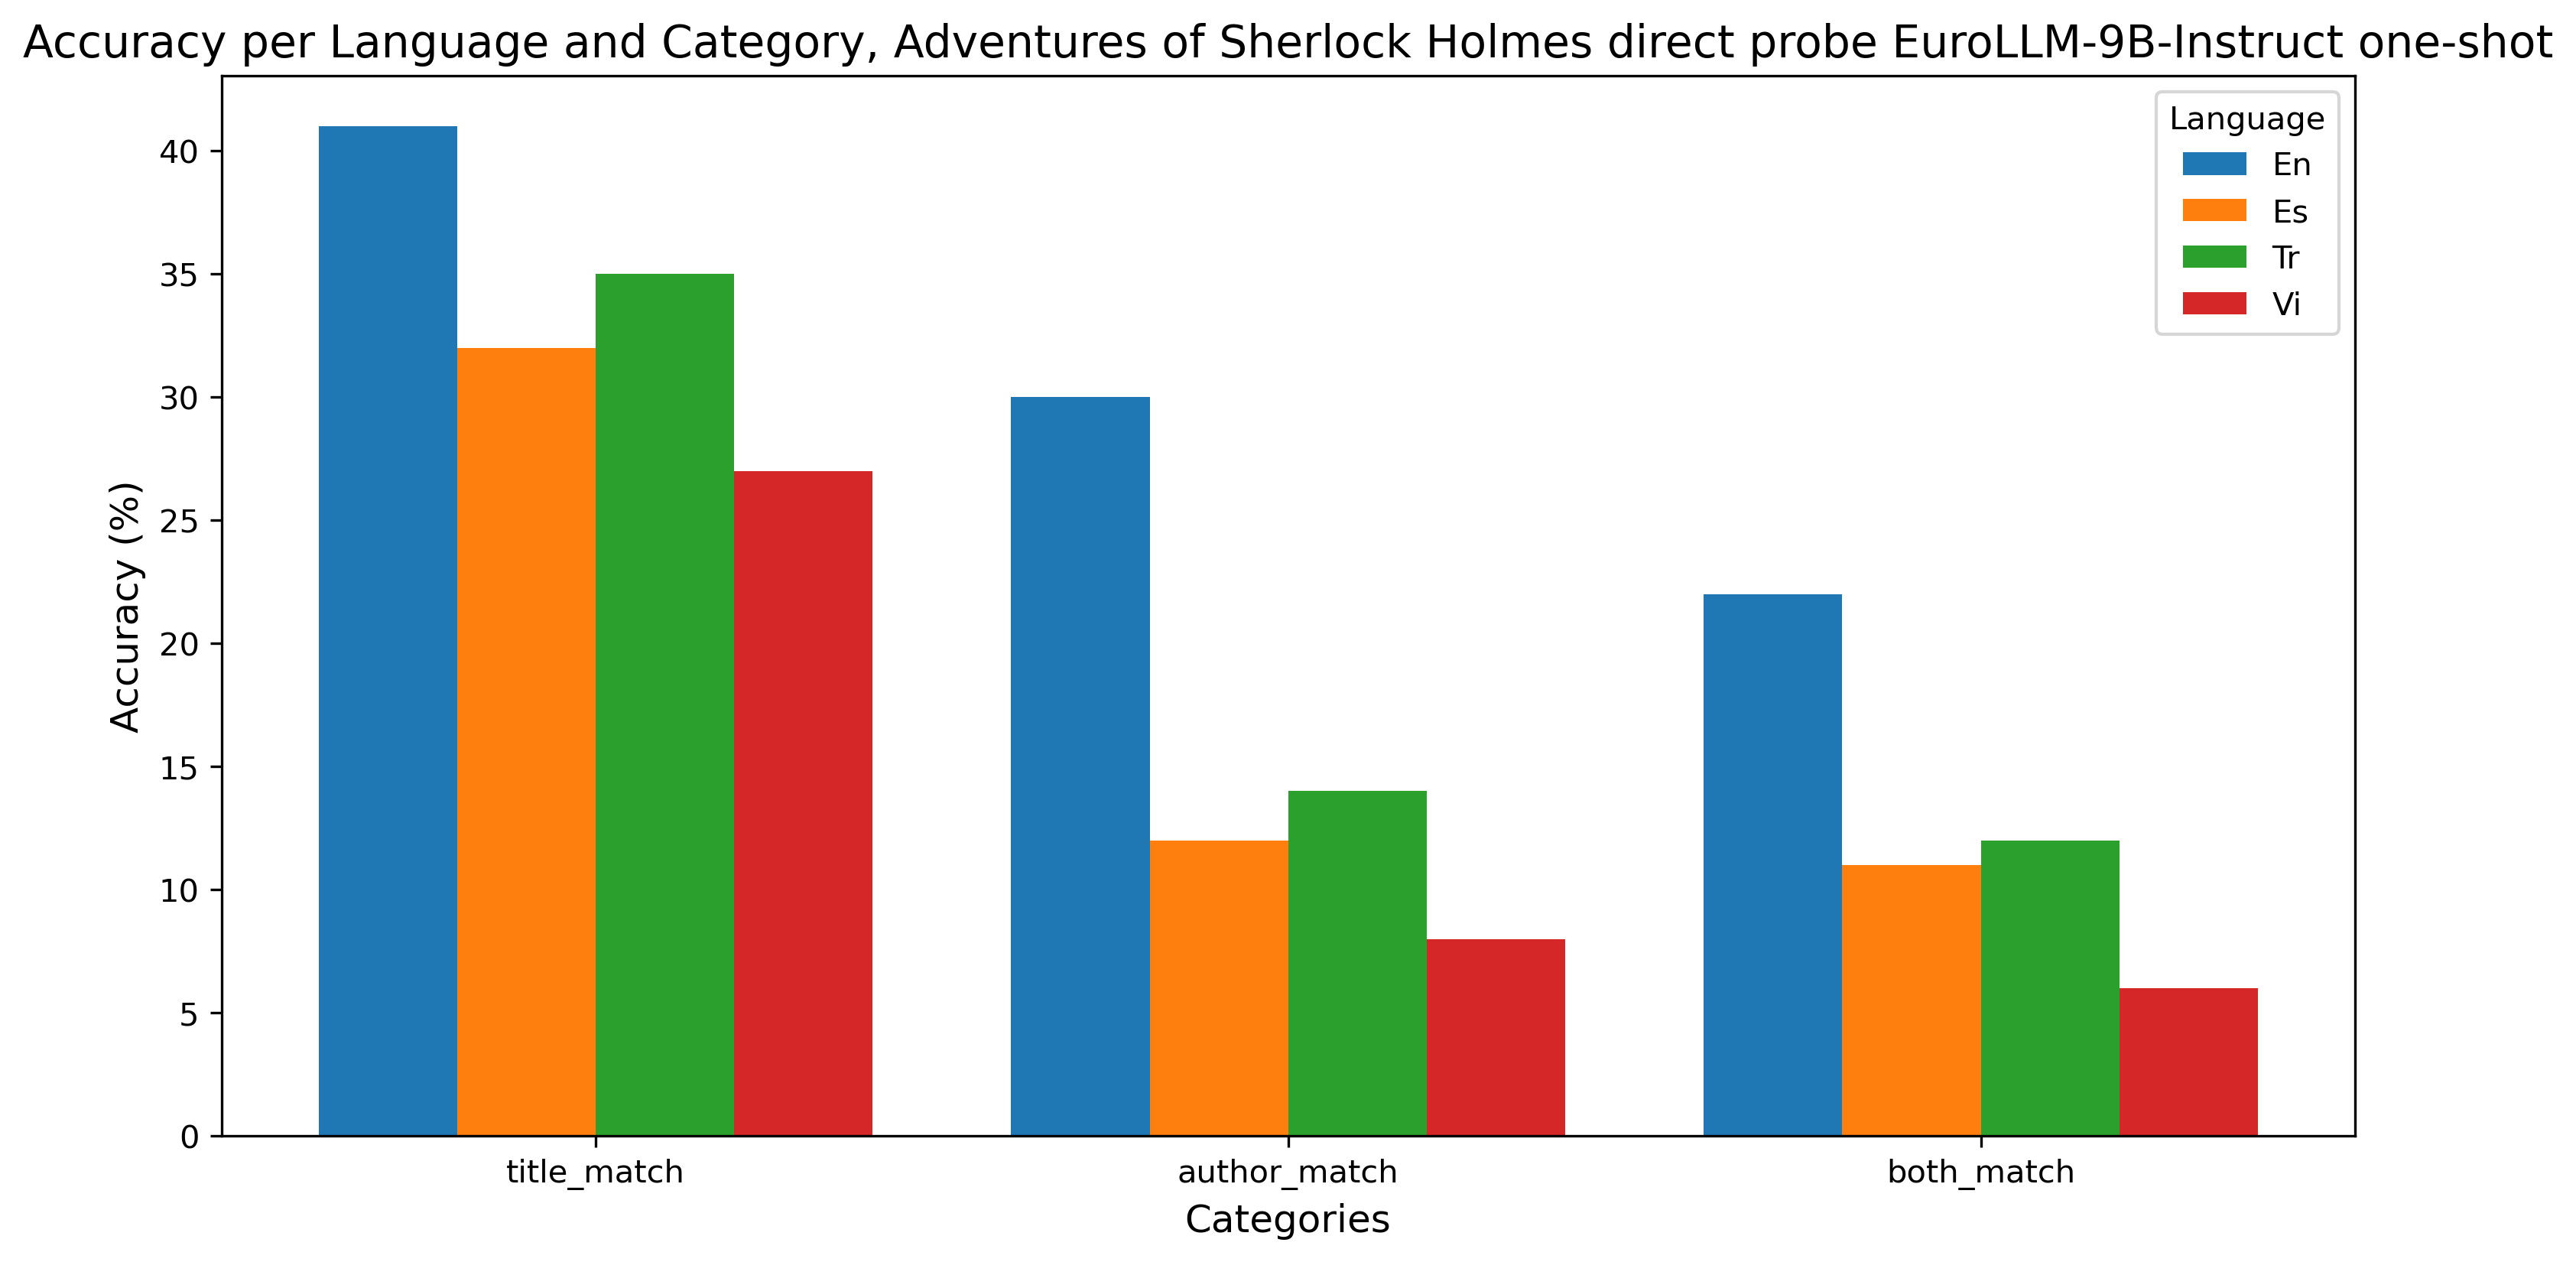 Accuracy per Language and Category, Adventures of Sherlock Holmes direct probe EuroLLM-9B-Instruct one-shot
Language
En
Es
Tr
Vi
Accuracy (%)
40
35
30
25
20
15
10
5
0
title_match
author_match
both_match
Categories